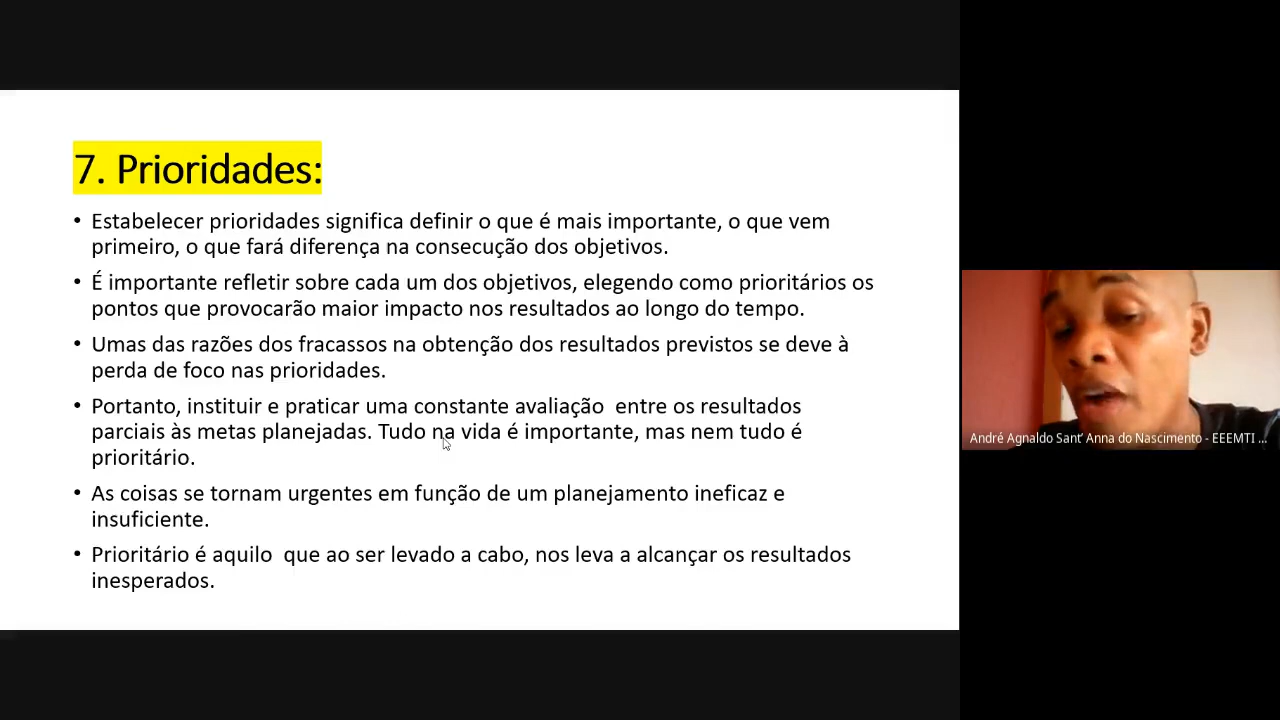 7. Prioridades:
• Estabelecer prioridades significa definir o que é mais importante, o que vem
primeiro, o que fará diferença na consecução dos objetivos.
• É importante refletir sobre cada um dos objetivos, elegendo como prioritários os
pontos que provocarão maior impacto nos resultados ao longo do tempo.
• Umas das razões dos fracassos na obtenção dos resultados previstos se deve à
perda de foco nas prioridades.
• Portanto, instituir e praticar uma constante avaliação  entre os resultados
parciais às metas planejadas. Tudo na vida é importante, mas nem tudo é
prioritário.
• As coisas se tornam urgentes em função de um planejamento ineficaz e
insuficiente.
• Prioritário é aquilo  que ao ser levado a cabo, nos leva a alcançar os resultados
inesperados.
André Agnaldo Sant' Anna do Nascimento - EEEMTI ...